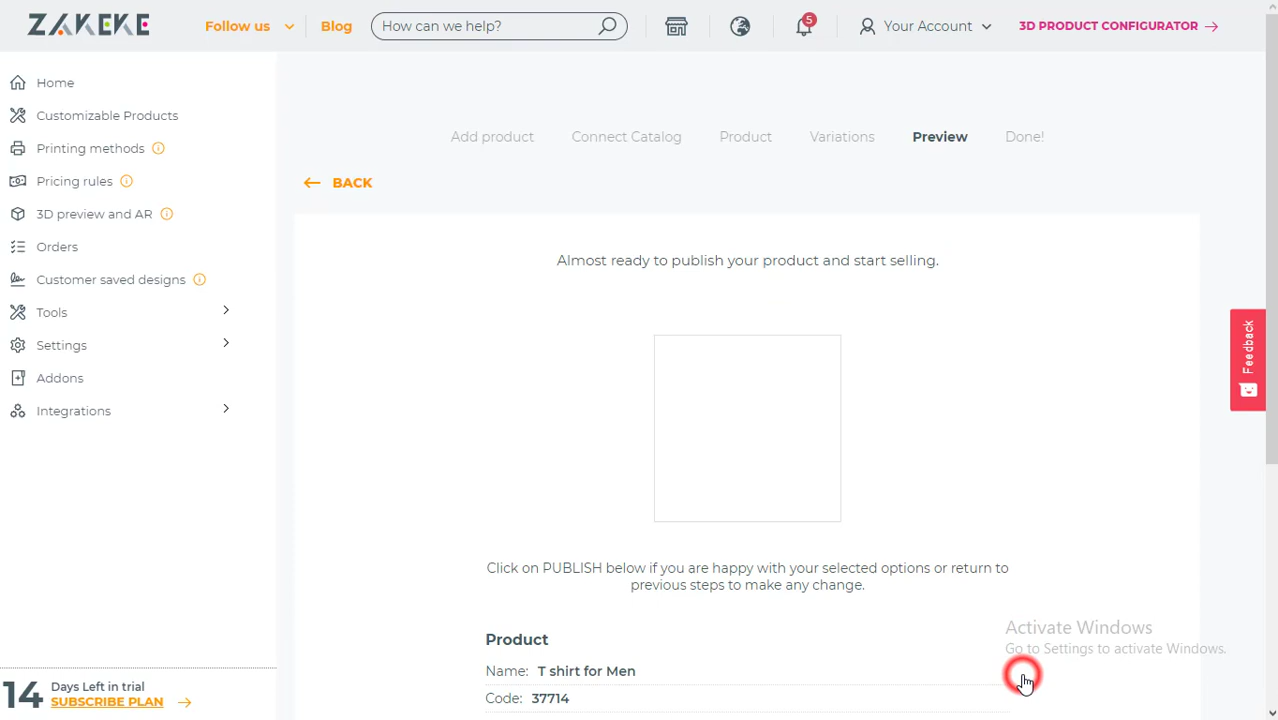 ZAKEKE
Follow us
Blog
How can we help?
5
Your Account
3D PRODUCT CONFIGURATOR
Home
Customizable Products
Printing methods
Pricing rules
3D preview and AR
Orders
Customer saved designs
Tools
Settings
Addons
Integrations
14 Days Left in trial
SUBSCRIBE PLAN
Add product Connect Catalog Product Variations Preview Done!
BACK
Almost ready to publish your product and start selling.
Click on PUBLISH below if you are happy with your selected options or return to
previous steps to make any change.
Product
Name: T shirt for Men
Code: 37714
Feedback
Activate Windows
Go to Settings to activate Windows.